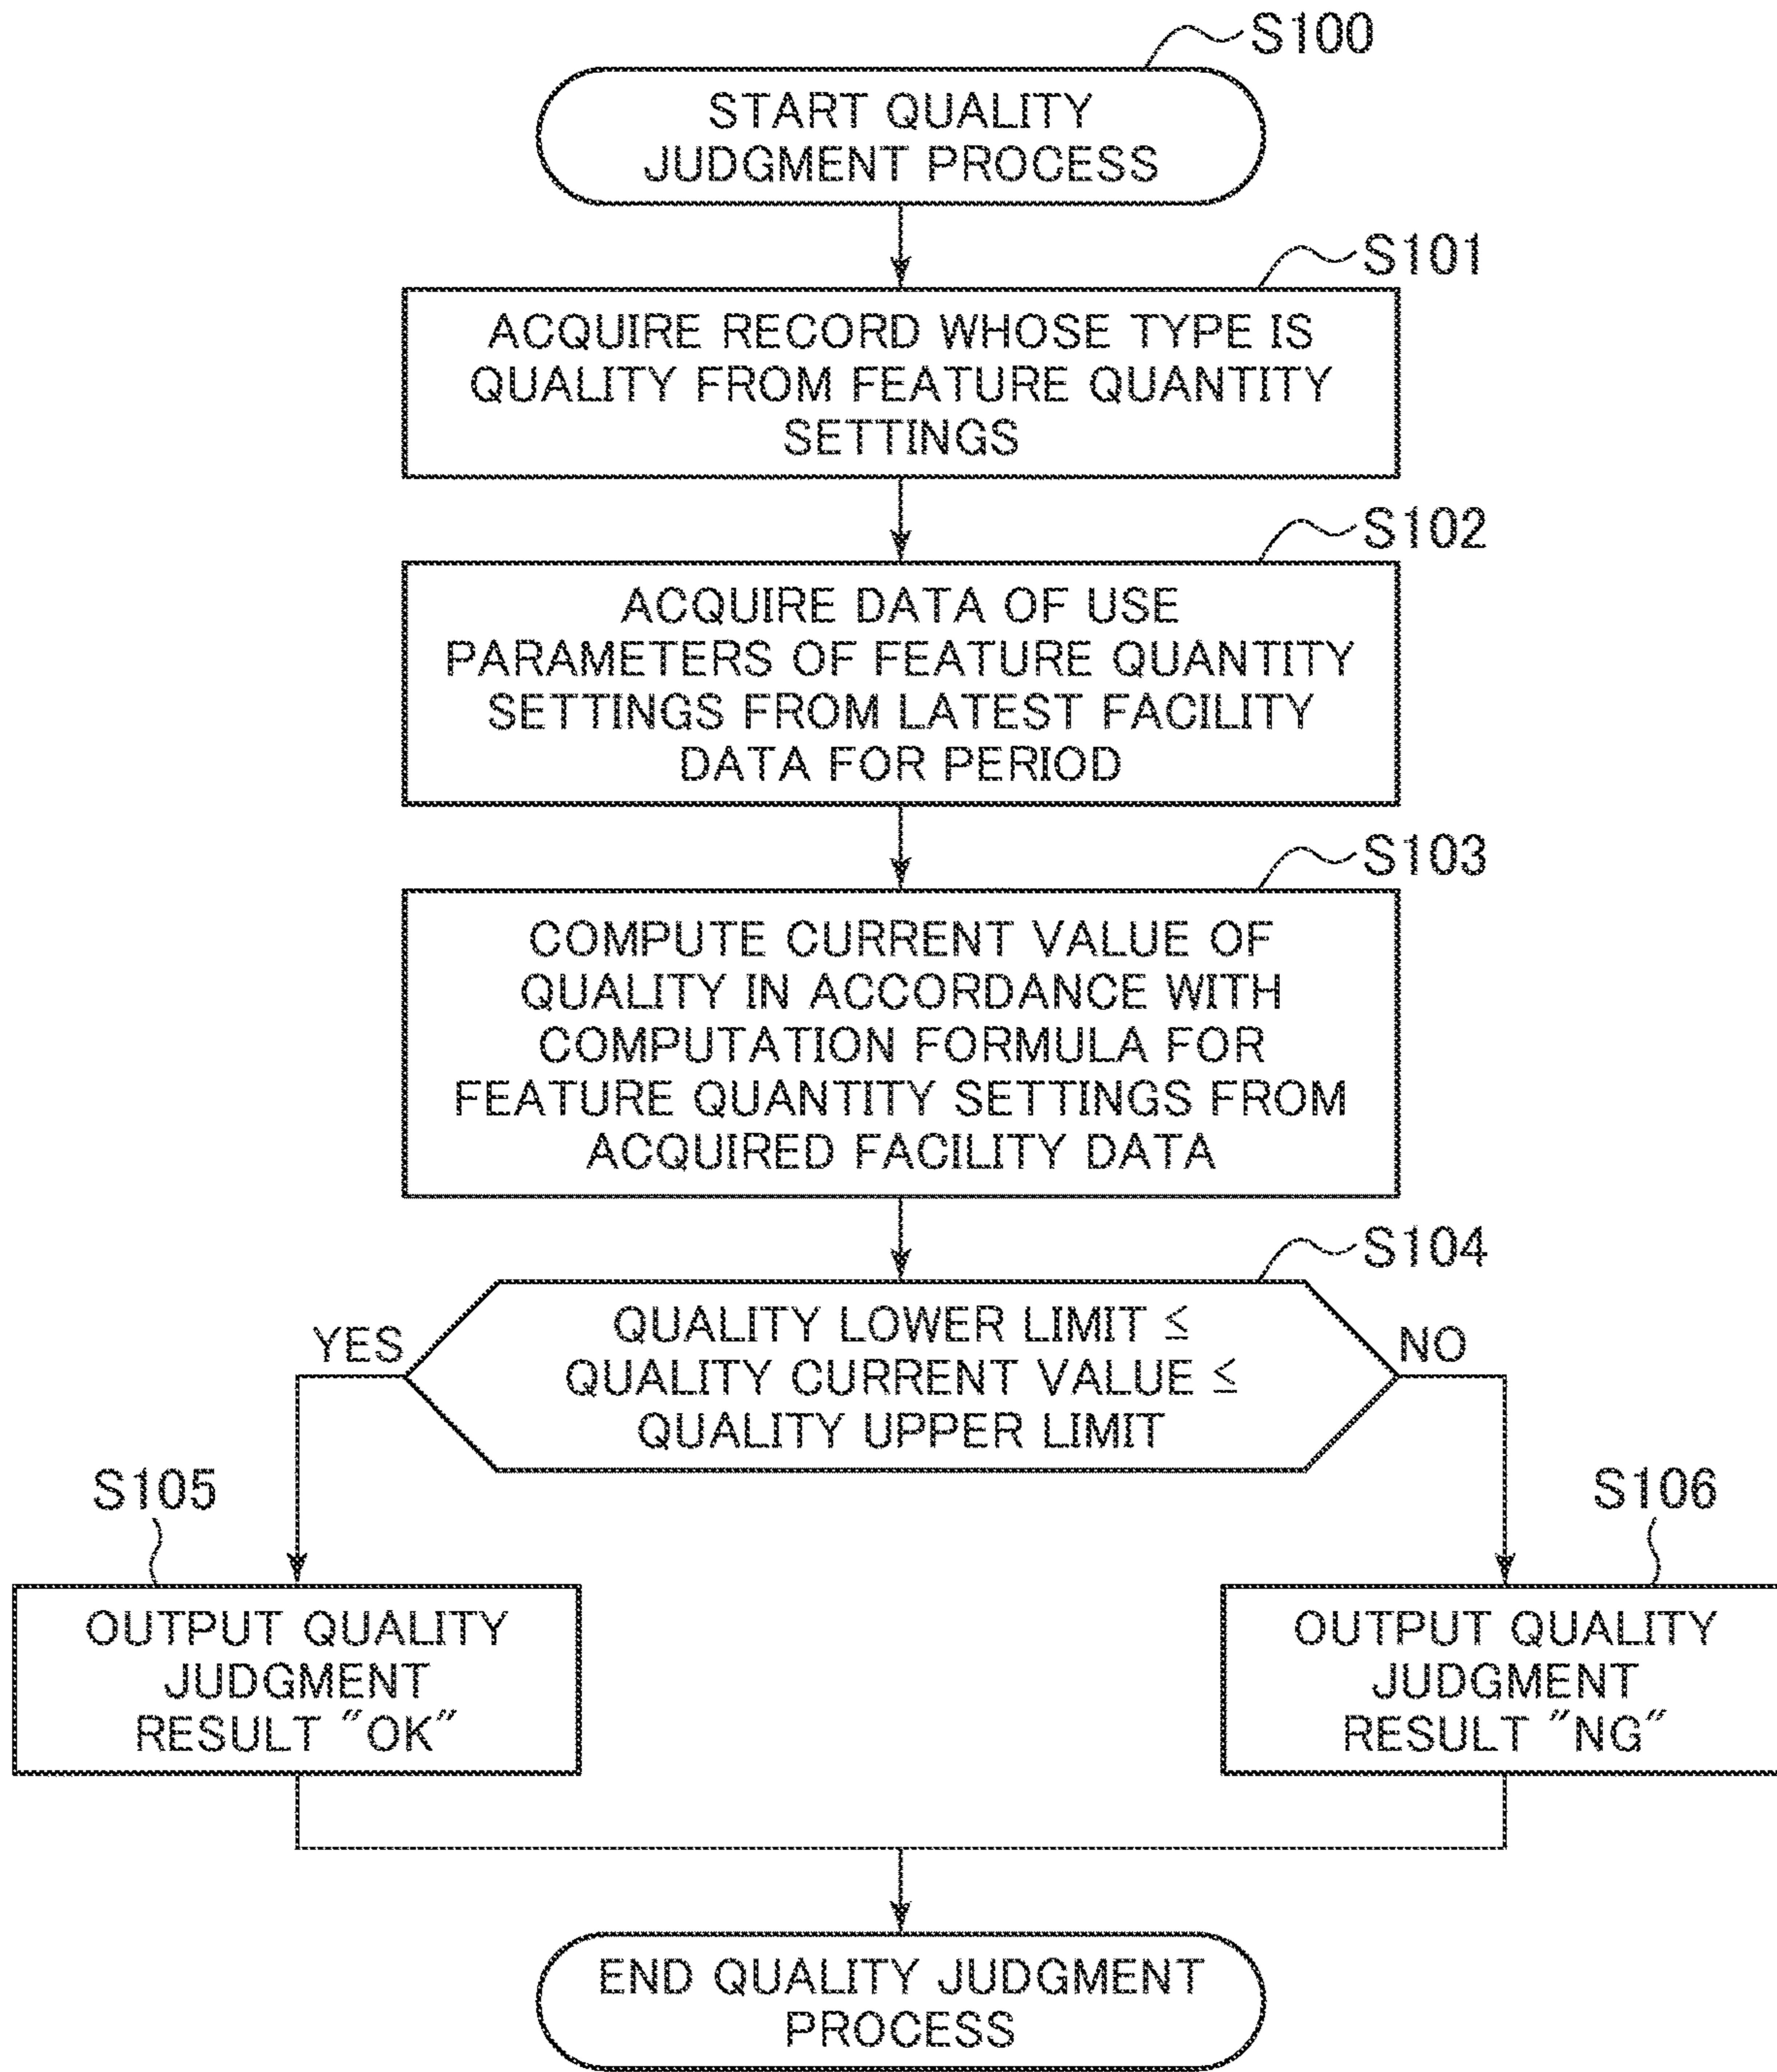 S100
START QUALITY
JUDGMENT PROCESS
S101
ACQUIRE RECORD WHOSE TYPE IS
QUALITY FROM FEATURE QUANTITY
SETTINGS
S102
ACQUIRE DATA OF USE
PARAMETERS OF FEATURE QUANTITY
SETTINGS FROM LATEST FACILITY
DATA FOR PERIOD
S103
COMPUTE CURRENT VALUE OF
QUALITY IN ACCORDANCE WITH
COMPUTATION FORMULA FOR
FEATURE QUANTITY SETTINGS FROM
ACQUIRED FACILITY DATA
S104
QUALITY LOWER LIMIT ≤
QUALITY CURRENT VALUE ≤
QUALITY UPPER LIMIT
YES
NO
S105
OUTPUT QUALITY
JUDGMENT
RESULT "OK"
S106
OUTPUT QUALITY
JUDGMENT
RESULT "NG"
END QUALITY JUDGMENT
PROCESS